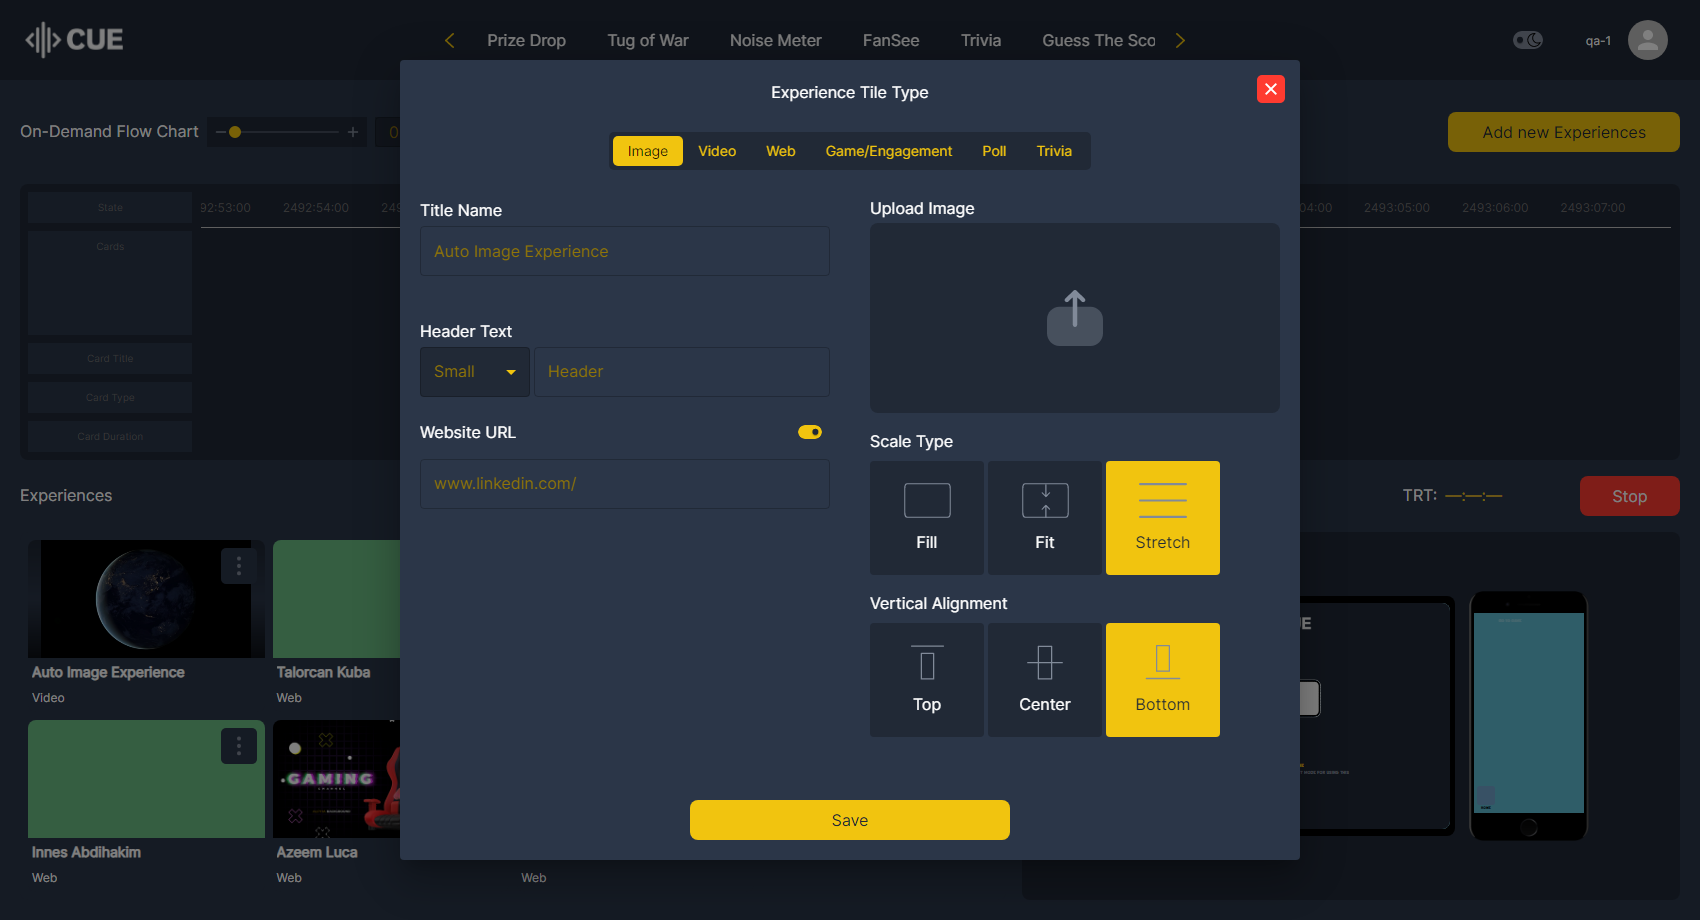 CUE
Prize Drop
Tug of War
Noise Meter
FanSee
Trivia
Guess The Sco
qa-1
Experience Tile Type
On-Demand Flow Chart
0
Add new Experiences
Image
Video
Web
Game/Engagement
Poll
Trivia
State
92:53:00
2492:54:00
249
04:00
2493:05:00
2493:06:00
2493:07:00
Cards
Card Title
Card Type
Card Duration
Title Name
Auto Image Experience
Header Text
Small
Header
Website URL
www.linkedin.com/
Upload Image
Scale Type
Fill
Fit
Stretch
Vertical Alignment
Top
Center
Bottom
Save
Experiences
TRT: —:—:—
Stop
Auto Image Experience
Video
Talorcan Kuba
Web
GAMING
Innes Abdihakim
Web
Azeem Luca
Web
Web
UE